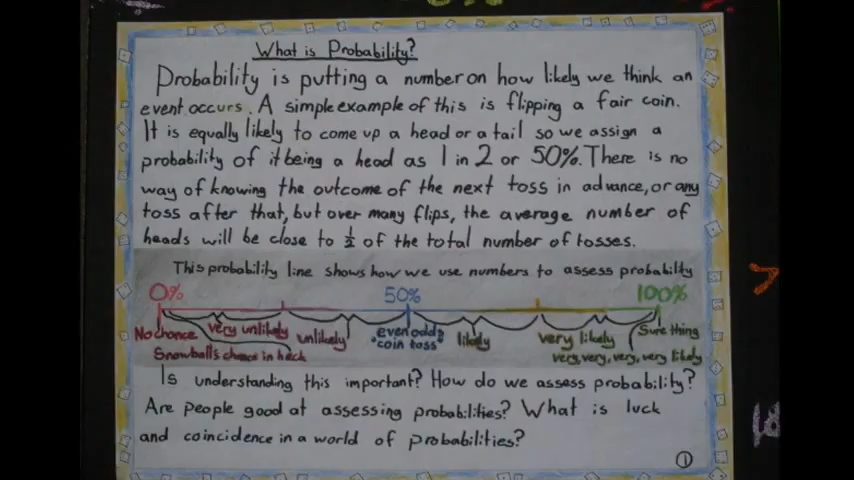 What is Probability?
Probability is putting a number on how likely we think an
event occurs. A simple example of this is flipping a fair coin.
It is equally likely to come up a head or a tail so we assign a
probability of it being a head as 1 in 2 or 50%. There is no
way of knowing the outcome of the next toss in advance, or any
toss after that, but over many flips, the average number of
heads will be close to ½ of the total number of tosses.
This probability line shows how we use numbers to assess probabilty
0% 50% 100%
No chance very unlikely unlikely "even odds" likely very likely Sure thing
Snowball's chance in heck "coin toss" very, very, very, very likely
Is understanding this important? How do we assess probability?
Are people good at assessing probabilities? What is luck
and coincidence in a world of probabilities?
1